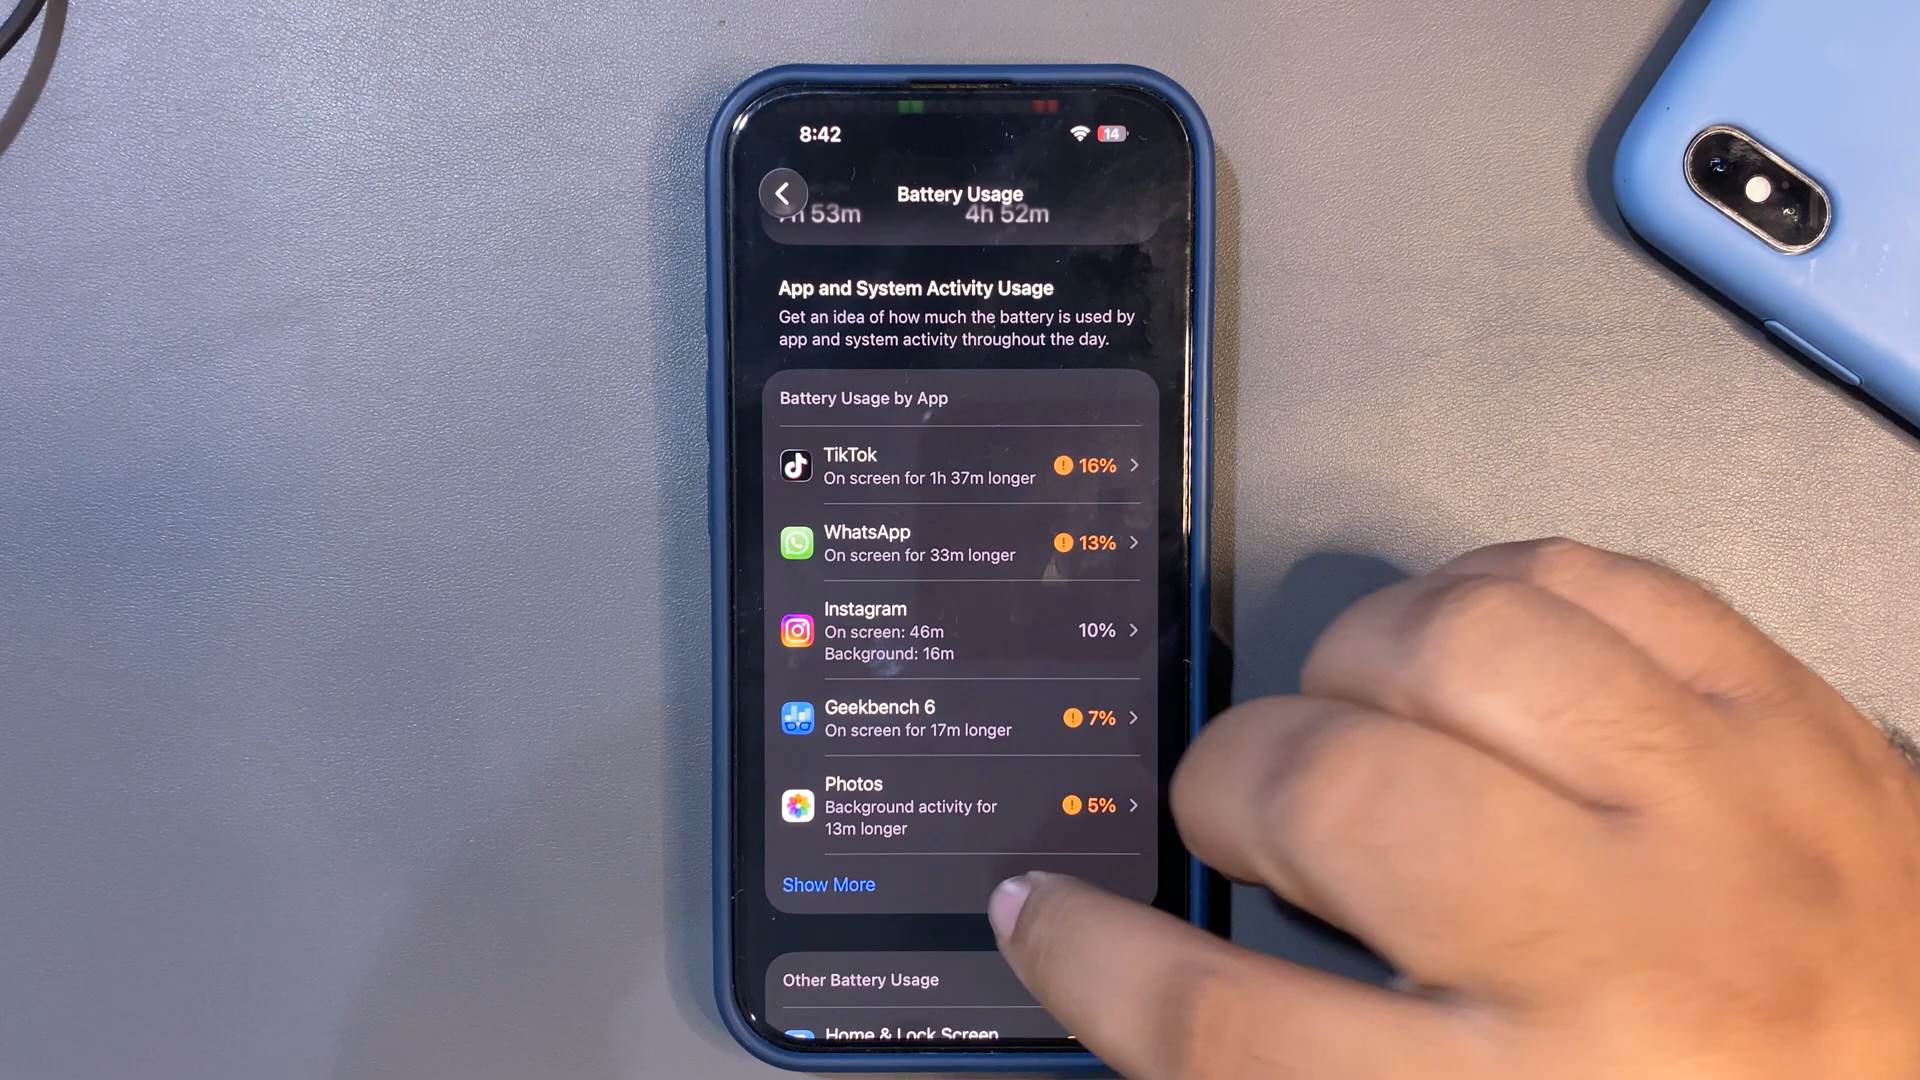 8:42
14
Battery Usage
53m
4h 52m
App and System Activity Usage
Get an idea of how much the battery is used by
app and system activity throughout the day.
Battery Usage by App
TikTok
On screen for 1h 37m longer
! 16%
WhatsApp
On screen for 33m longer
! 13%
Instagram
On screen: 46m
Background: 16m
10%
Geekbench 6
On screen for 17m longer
! 7%
Photos
Background activity for
13m longer
! 5%
Show More
Other Battery Usage
Home & Lock Screen